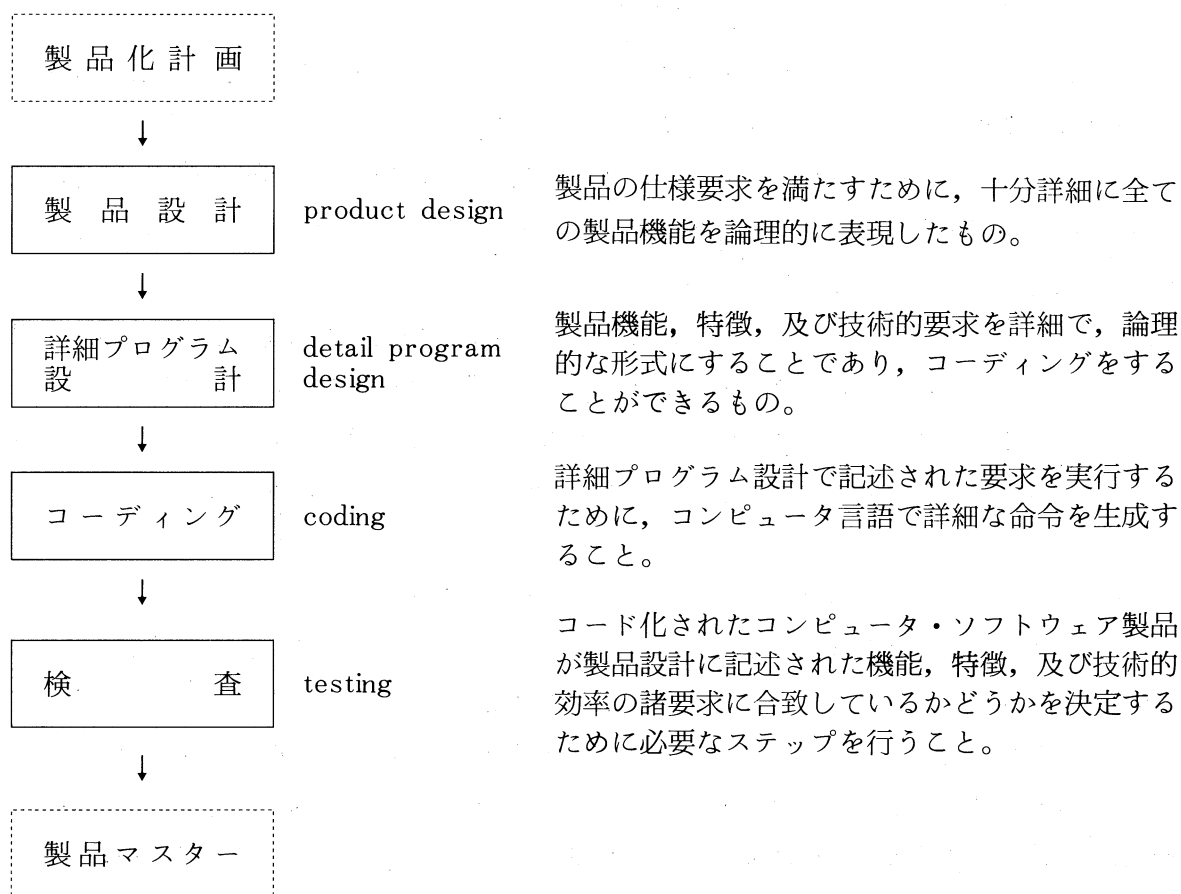 製品化計画
↓
製品設計
product design
製品の仕様要求を満たすために，十分詳細に全て
の製品機能を論理的に表現したもの。
↓
詳細プログラム
設計
detail program
design
製品機能，特徴，及び技術的要求を詳細で，論理
的な形式にすることであり，コーディングをする
ことができるもの。
↓
コーディング
coding
詳細プログラム設計で記述された要求を実行する
ために，コンピュータ言語で詳細な命令を生成す
ること。
↓
検査
testing
コード化されたコンピュータ・ソフトウェア製品
が製品設計に記述された機能，特徴，及び技術的
効率の諸要求に合致しているかどうかを決定する
ために必要なステップを行うこと。
↓
製品マスター